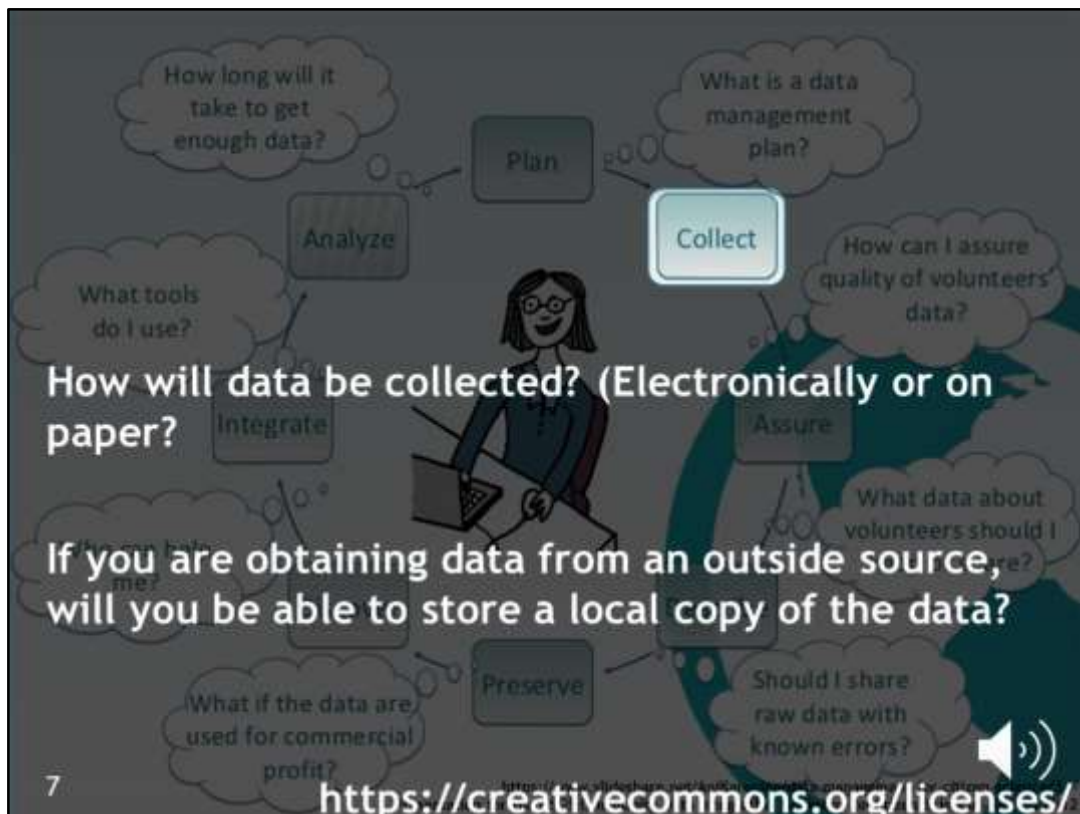 How long will it
take to get
enough data?
What is a data
management
plan?
Plan
Analyze
Collect
How can I assure
quality of volunteers'
data?
What tools
do I use?
How will data be collected? (Electronically or on
paper?
Integrate
Assure
What data about
volunteers should I
If you are obtaining data from an outside source,
me?
will you be able to store a local copy of the data?
What if the data are
used for commercial
profit?
Preserve
Should I share
raw data with
known errors?
7
https://creativecommons.org/licenses/